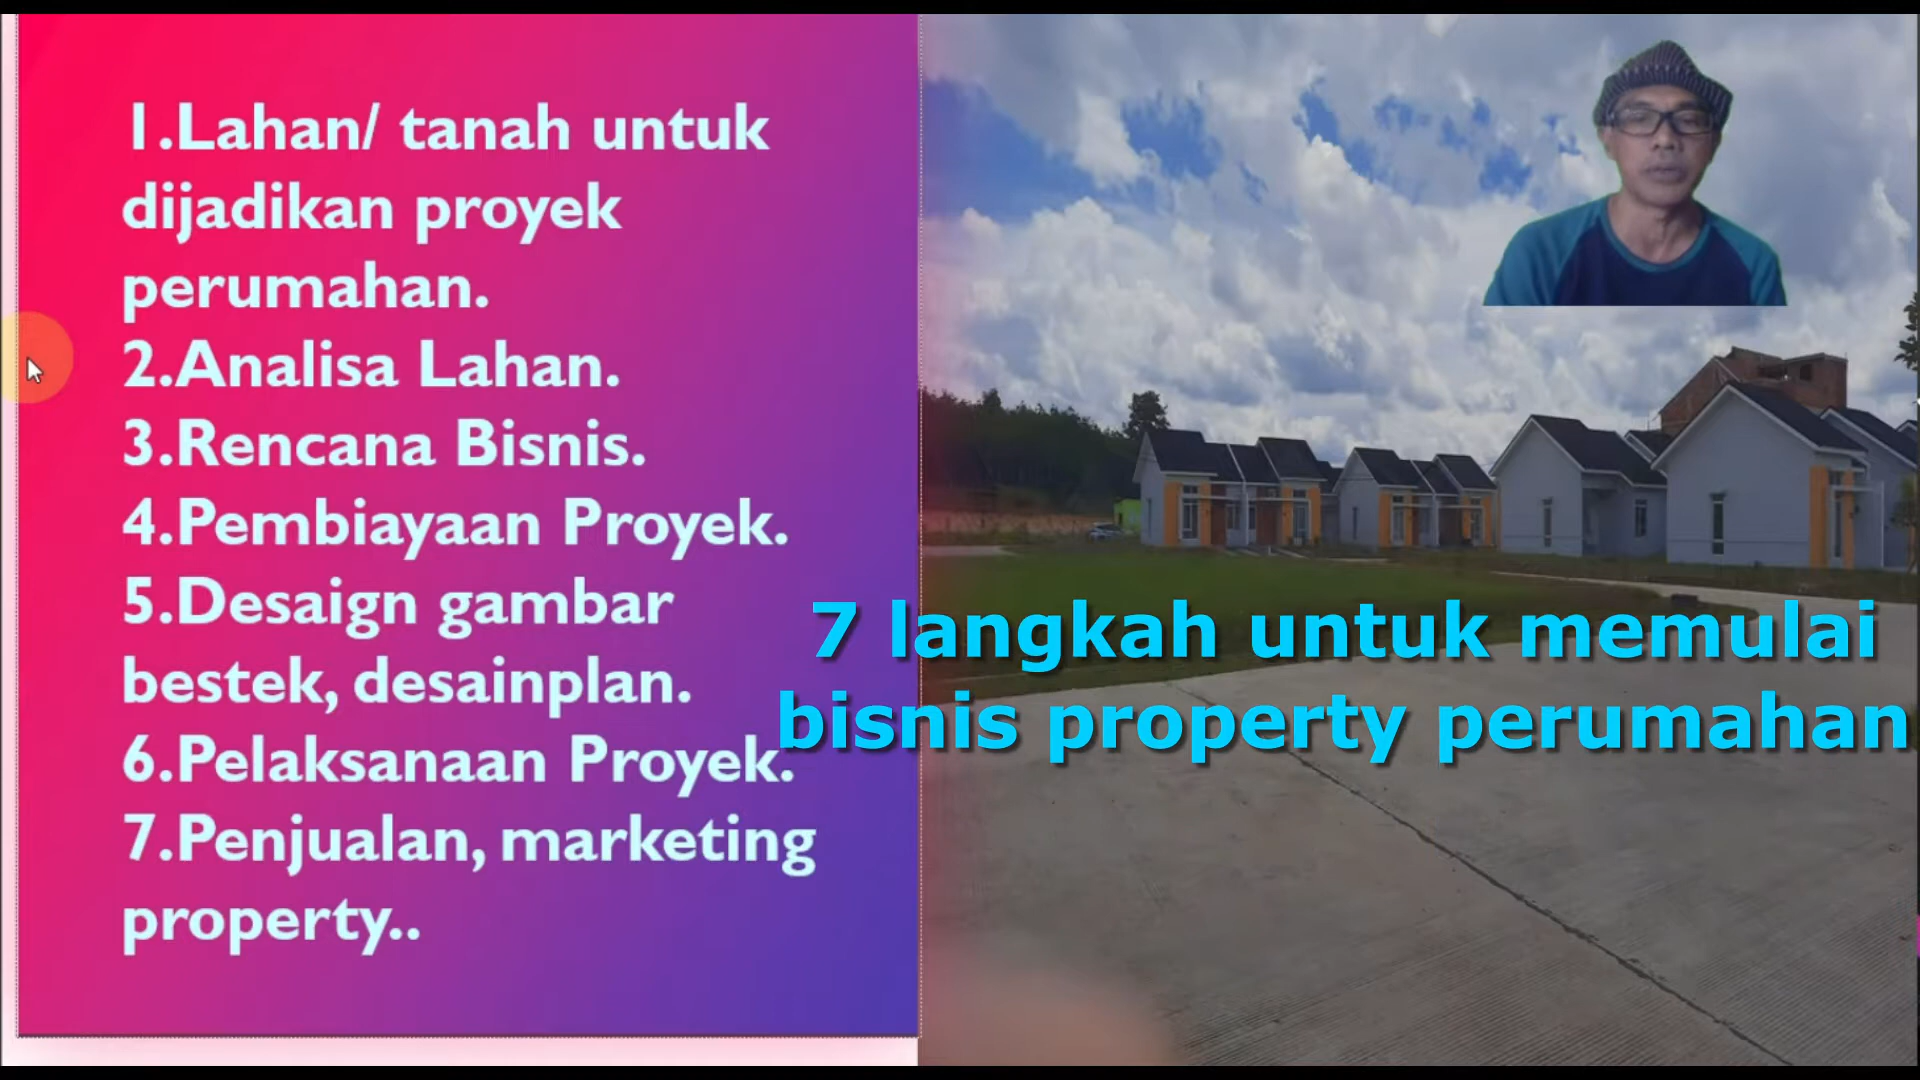 1.Lahan/ tanah untuk
dijadikan proyek
perumahan.
2.Analisa Lahan.
3.Rencana Bisnis.
4.Pembiayaan Proyek.
5.Desaign gambar
bestek, desainplan.
6.Pelaksanaan Proyek.
7.Penjualan, marketing
property..
7 langkah untuk memulai
bisnis property perumahan